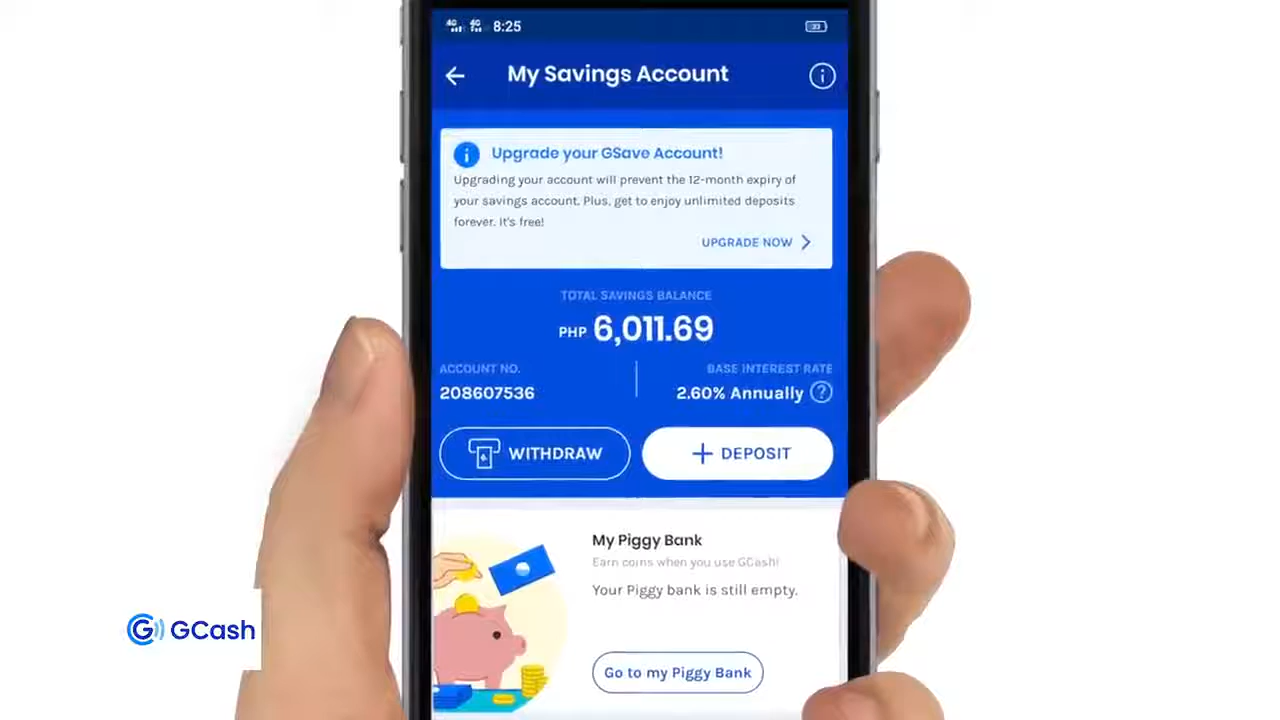 4G 4G 8:25 33
My Savings Account
Upgrade your GSave Account!
Upgrading your account will prevent the 12-month expiry of
your savings account. Plus, get to enjoy unlimited deposits
forever. It's free!
UPGRADE NOW
TOTAL SAVINGS BALANCE
PHP 6,011.69
ACCOUNT NO.
BASE INTEREST RATE
208607536
2.60% Annually
WITHDRAW
DEPOSIT
My Piggy Bank
Earn coins when you use GCash!
Your Piggy bank is still empty.
GCash
Go to my Piggy Bank